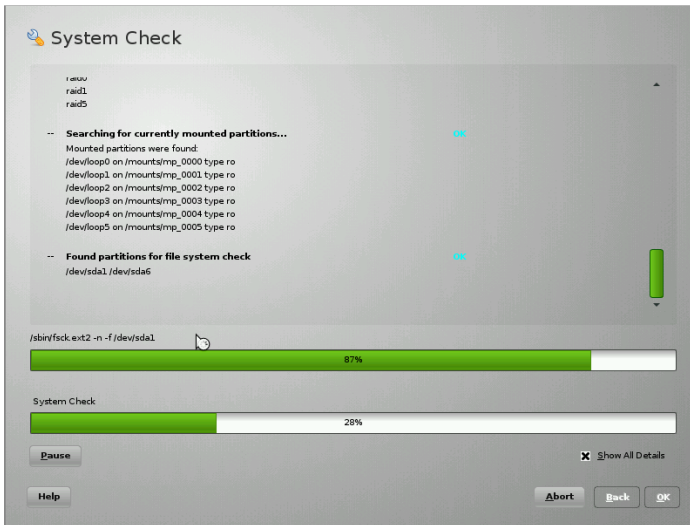 System Check
raid0
raid1
raid5
-- Searching for currently mounted partitions... OK
Mounted partitions were found:
/dev/loop0 on /mounts/mp_0000 type ro
/dev/loop1 on /mounts/mp_0001 type ro
/dev/loop2 on /mounts/mp_0002 type ro
/dev/loop3 on /mounts/mp_0003 type ro
/dev/loop4 on /mounts/mp_0004 type ro
/dev/loop5 on /mounts/mp_0005 type ro
-- Found partitions for file system check OK
/dev/sda1 /dev/sda6
/sbin/fsck.ext2 -n -f /dev/sda1
87%
System Check
28%
Pause
Show All Details
Help
Abort
Back
OK